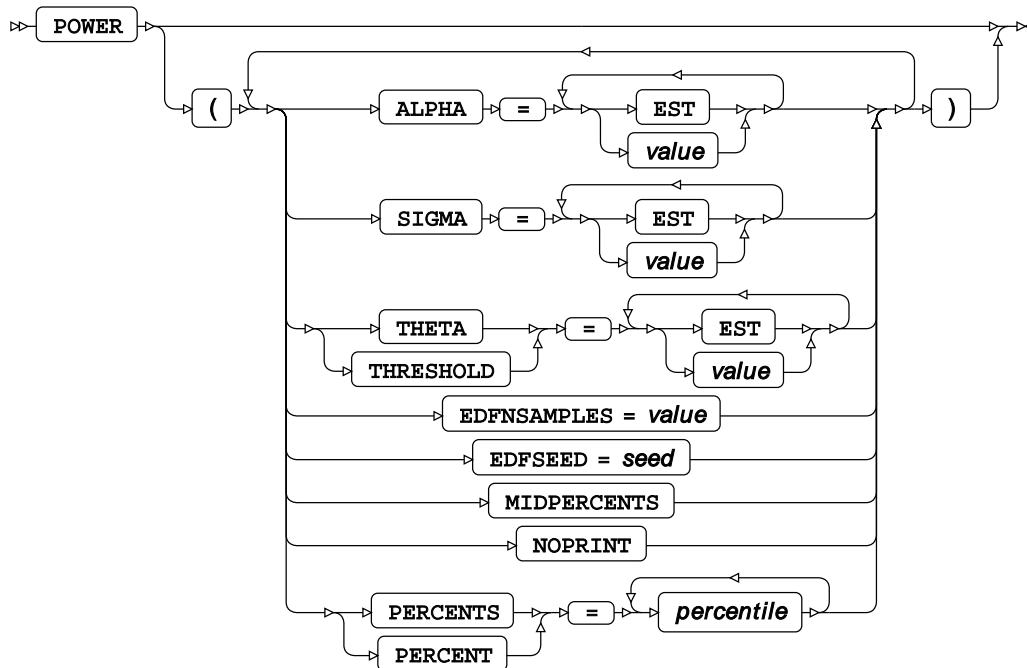 POWER
( ALPHA = EST )
value
SIGMA = EST
value
THETA = EST
THRESHOLD value
EDFNSAMPLES = value
EDFSEED = seed
MIDPERCENTS
NOPRINT
PERCENTS = percentile
PERCENT